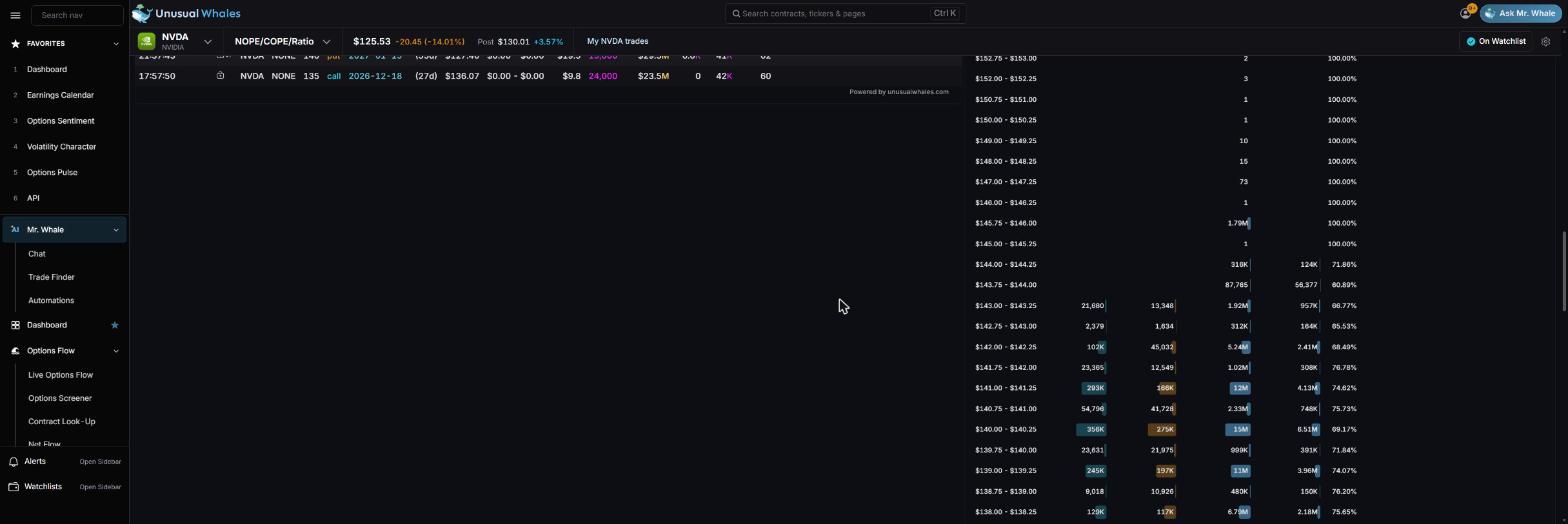 Search nav
Unusual Whales
Search contracts, tickers & pages
Ctrl K
9+
Ask Mr. Whale
FAVORITES
1 Dashboard
2 Earnings Calendar
3 Options Sentiment
4 Volatility Character
5 Options Pulse
6 API
AI Mr. Whale
Chat
Trade Finder
Automations
Dashboard
Options Flow
Live Options Flow
Options Screener
Contract Look-Up
Net Flow
Alerts Open Sidebar
Watchlists Open Sidebar
NVDA
NVIDIA
NOPE/COPE/Ratio
$125.53 -20.45 (-14.01%) Post $130.01 +3.57%
My NVDA trades
On Watchlist
NVDA NONE 140 put
17:57:50 NVDA NONE 135 call 2026-12-18 (27d) $136.07 $0.00 - $0.00 $9.8 24,000 $23.5M 0 42K 60
Powered by unusualwhales.com
$152.75 - $153.00 2 100.00%
$152.00 - $152.25 3 100.00%
$150.75 - $151.00 1 100.00%
$150.00 - $150.25 1 100.00%
$149.00 - $149.25 10 100.00%
$148.00 - $148.25 15 100.00%
$147.00 - $147.25 73 100.00%
$146.00 - $146.25 1 100.00%
$145.75 - $146.00 1.79M 100.00%
$145.00 - $145.25 1 100.00%
$144.00 - $144.25 316K 124K 71.86%
$143.75 - $144.00 87,765 56,377 60.89%
$143.00 - $143.25 21,680 13,348 1.92M 957K 66.77%
$142.75 - $143.00 2,379 1,634 312K 164K 65.53%
$142.00 - $142.25 102K 45,032 5.24M 2.41M 68.49%
$141.75 - $142.00 23,365 12,549 1.02M 308K 76.78%
$141.00 - $141.25 293K 166K 12M 4.13M 74.62%
$140.75 - $141.00 54,796 41,728 2.33M 748K 75.73%
$140.00 - $140.25 356K 275K 15M 6.51M 69.17%
$139.75 - $140.00 23,631 21,975 999K 391K 71.84%
$139.00 - $139.25 245K 197K 11M 3.96M 74.07%
$138.75 - $139.00 9,018 10,926 480K 150K 76.20%
$138.00 - $138.25 129K 117K 6.79M 2.18M 75.65%